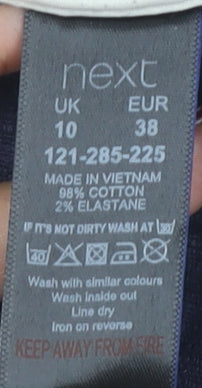 next
UK EUR
10 38
121-285-225
MADE IN VIETNAM
98% COTTON
2% ELASTANE
IF IT'S NOT DIRTY WASH AT 30
40
Wash with similar colours
Wash inside out
Line dry
Iron on reverse
KEEP AWAY FROM FIRE